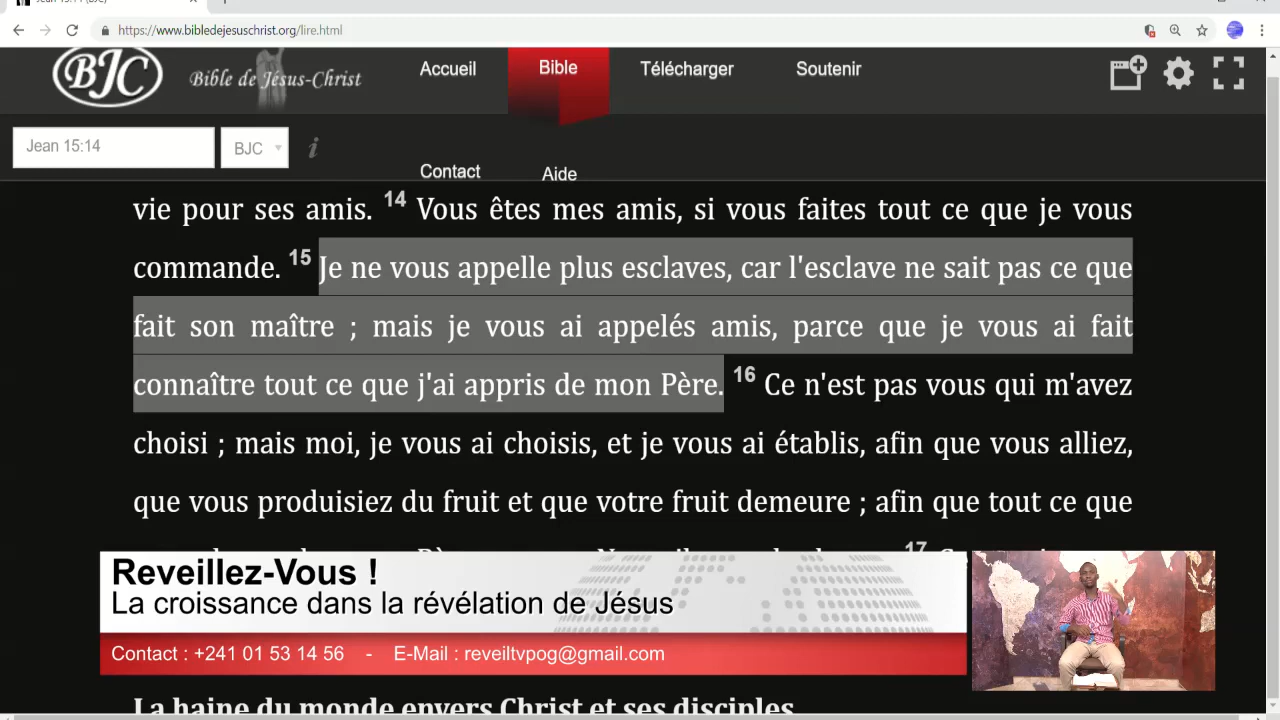 https://www.bibledejesuschrist.org/lire.html
BJC
Bible de Jésus-Christ
Accueil
Bible
Télécharger
Soutenir
Jean 15:14
BJC
i
Contact
Aide
vie pour ses amis. 14 Vous êtes mes amis, si vous faites tout ce que je vous
commande. 15 Je ne vous appelle plus esclaves, car l'esclave ne sait pas ce que
fait son maître ; mais je vous ai appelés amis, parce que je vous ai fait
connaître tout ce que j'ai appris de mon Père. 16 Ce n'est pas vous qui m'avez
choisi ; mais moi, je vous ai choisis, et je vous ai établis, afin que vous alliez,
que vous produisiez du fruit et que votre fruit demeure ; afin que tout ce que
17
Reveillez-Vous !
La croissance dans la révélation de Jésus
Contact : +241 01 53 14 56 - E-Mail : reveiltvpog@gmail.com
La haine du monde envers Christ et ses disciples